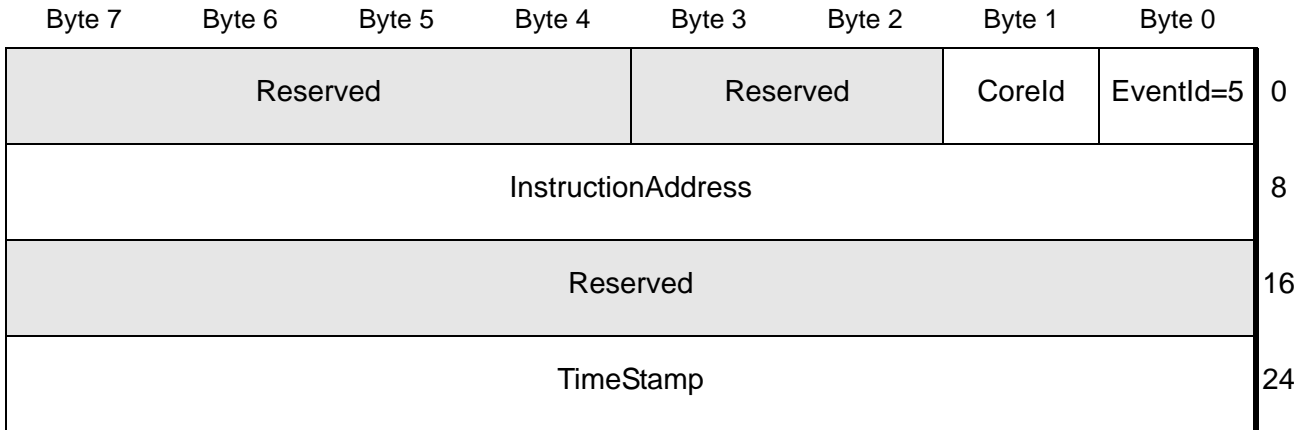 Byte 7 Byte 6 Byte 5 Byte 4 Byte 3 Byte 2 Byte 1 Byte 0
Reserved Reserved CoreId EventId=5 0
InstructionAddress 8
Reserved 16
TimeStamp 24